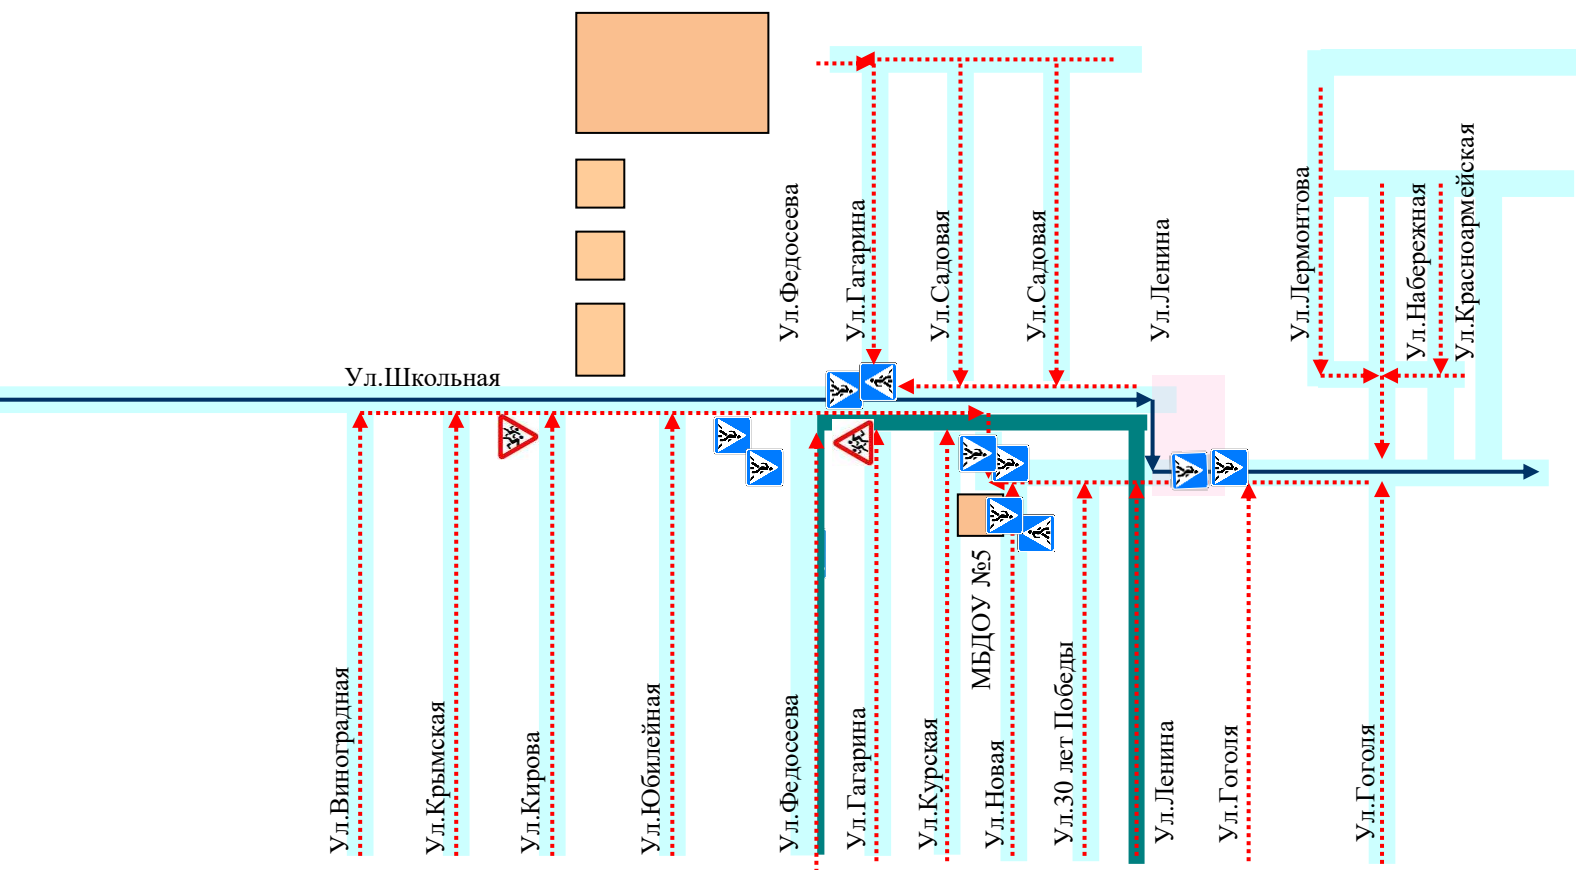 Ул.Федосеева
Ул.Гагарина
Ул.Садовая
Ул.Садовая
Ул.Ленина
Ул.Лермонтова
Ул.Набережная
Ул.Красноармейская
Ул.Школьная
МБДОУ №5
Ул.Виноградная
Ул.Крымская
Ул.Кирова
Ул.Юбилейная
Ул.Федосеева
Ул.Гагарина
Ул.Курская
Ул.Новая
Ул.30 лет Победы
Ул.Ленина
Ул.Гоголя
Ул.Гоголя